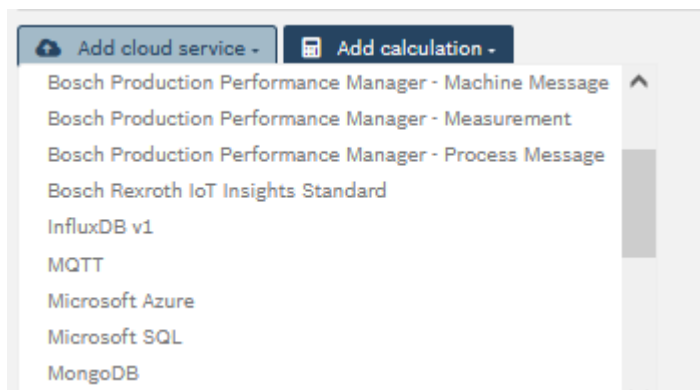 Add cloud service - Add calculation -
Bosch Production Performance Manager - Machine Message
Bosch Production Performance Manager - Measurement
Bosch Production Performance Manager - Process Message
Bosch Rexroth IoT Insights Standard
InfluxDB v1
MQTT
Microsoft Azure
Microsoft SQL
MongoDB